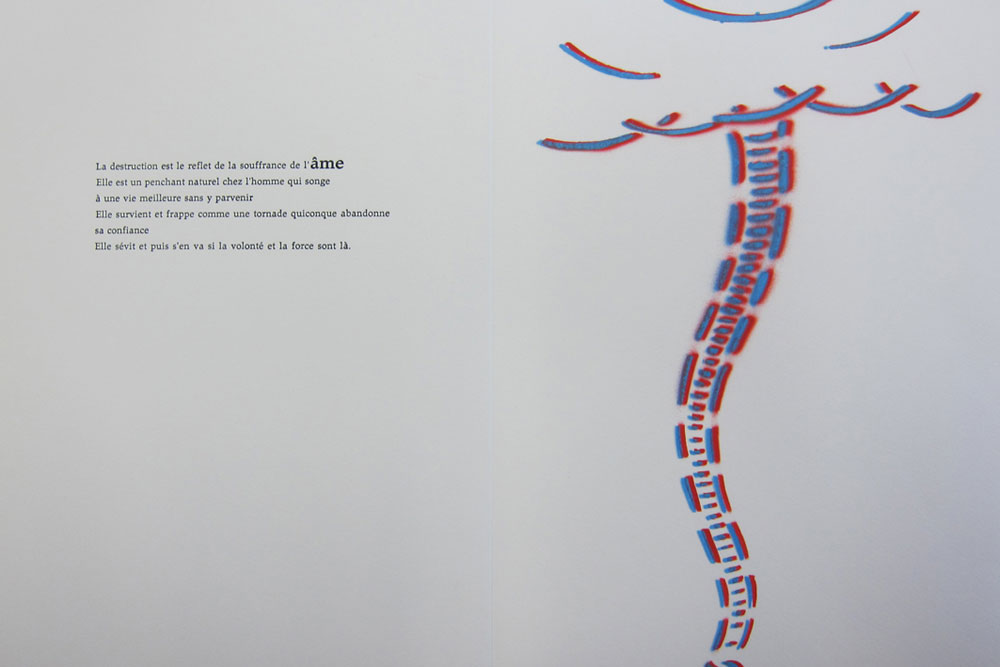 La destruction est le reflet de la souffrance de l'âme
Elle est un penchant naturel chez l'homme qui songe
à une vie meilleure sans y parvenir
Elle survient et frappe comme une tornade quiconque abandonne
sa confiance
Elle sévit et puis s'en va si la volonté et la force sont là.